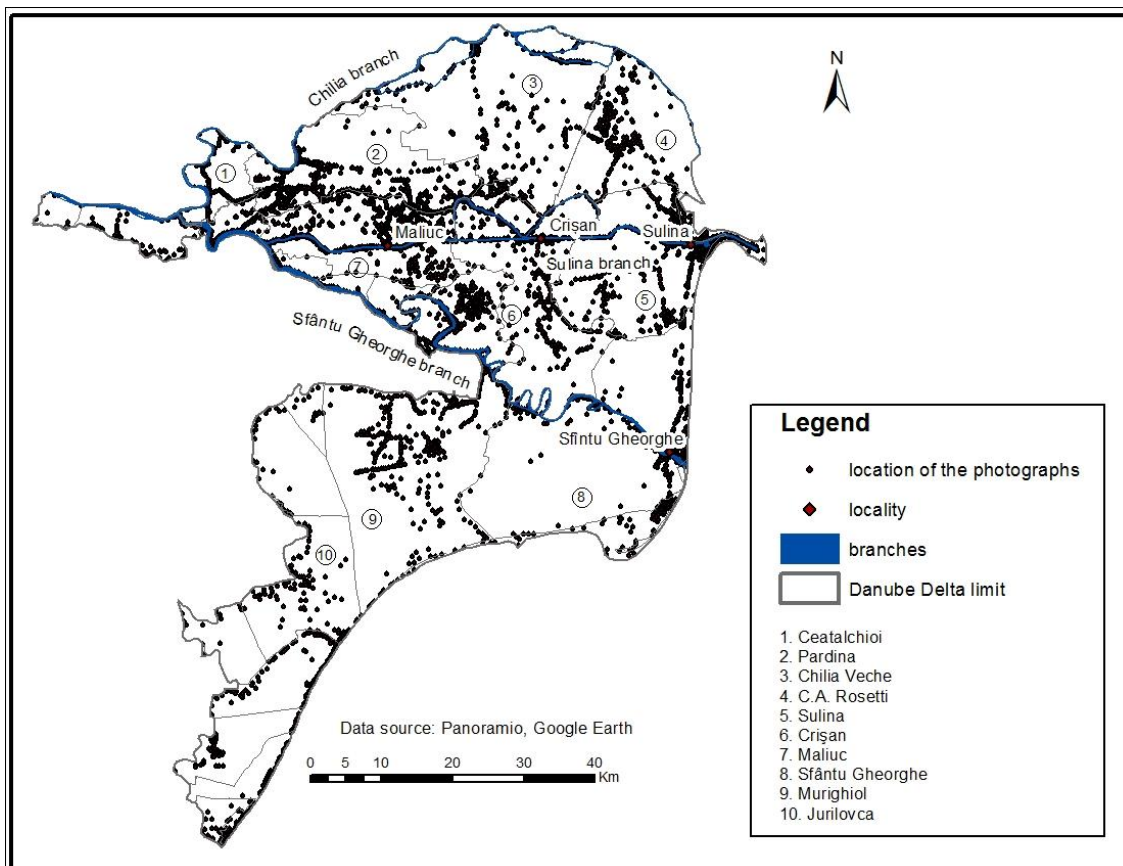 N
Chilia branch
3
4
2
1
Maliuc
Crișan
Sulina
Sulina branch
7
5
6
Sfântu Gheorghe branch
Sfîntu Gheorghe
8
9
10
Data source: Panoramio, Google Earth
0 5 10 20 30 40
Km
Legend
location of the photographs
locality
branches
Danube Delta limit
1. Ceatalchioi
2. Pardina
3. Chilia Veche
4. C.A. Rosetti
5. Sulina
6. Crişan
7. Maliuc
8. Sfântu Gheorghe
9. Murighiol
10. Jurilovca